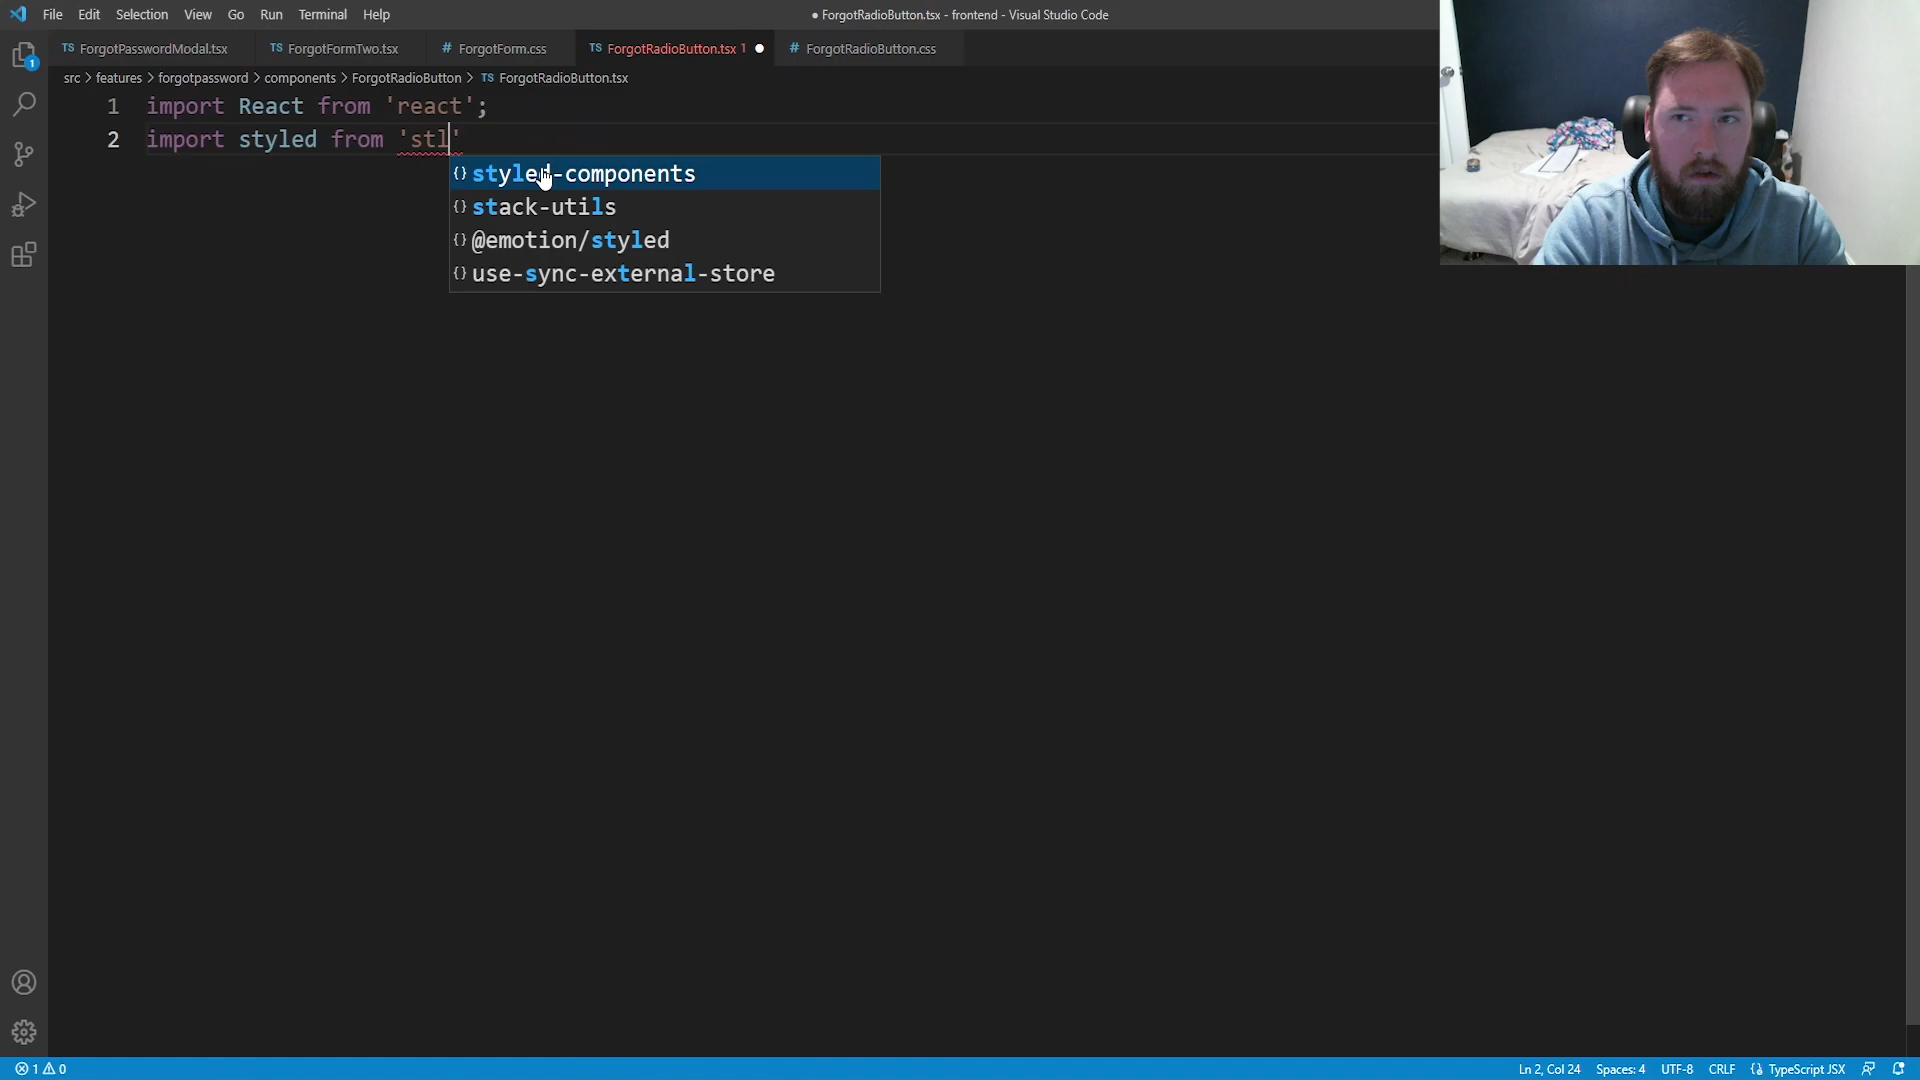 File Edit Selection View Go Run Terminal Help
● ForgotRadioButton.tsx - frontend - Visual Studio Code
TS ForgotPasswordModal.tsx TS ForgotFormTwo.tsx # ForgotForm.css TS ForgotRadioButton.tsx 1 ● # ForgotRadioButton.css
src > features > forgotpassword > components > ForgotRadioButton > TS ForgotRadioButton.tsx
1
1 import React from 'react';
2 import styled from 'stl'
{} styled-components
{} stack-utils
{} @emotion/styled
{} use-sync-external-store
1 0
Ln 2, Col 24 Spaces: 4 UTF-8 CRLF {} TypeScript JSX